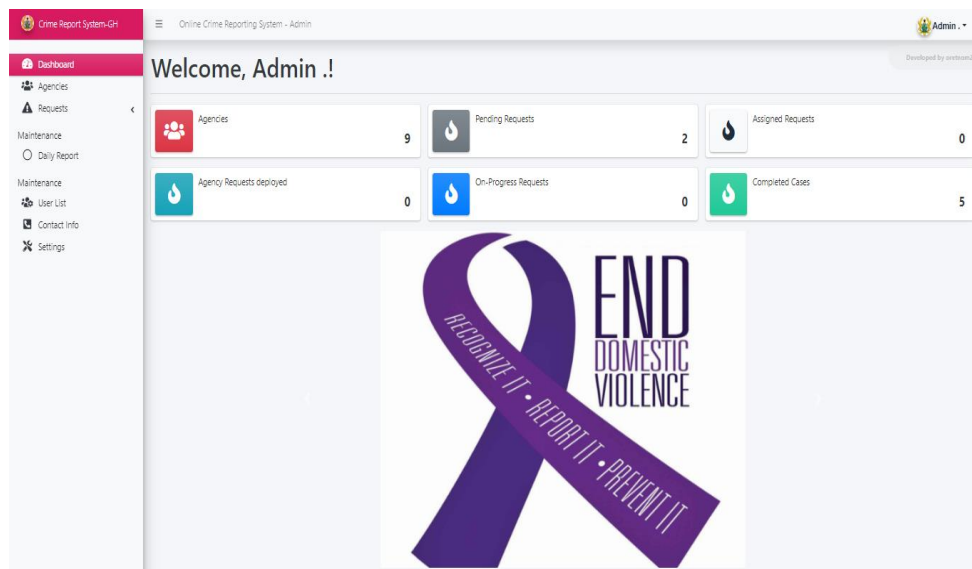 Crime Report System-GH
Online Crime Reporting System - Admin
Admin .
Dashboard
Agencies
Requests
Maintenance
Daily Report
Maintenance
User List
Contact Info
Settings
Welcome, Admin .!
Developed by
Agencies
9
Pending Requests
2
Assigned Requests
0
Agency Requests deployed
0
On-Progress Requests
0
Completed Cases
5
END
DOMESTIC
VIOLENCE
RECOGNIZE IT • REPORT IT • PREVENT IT